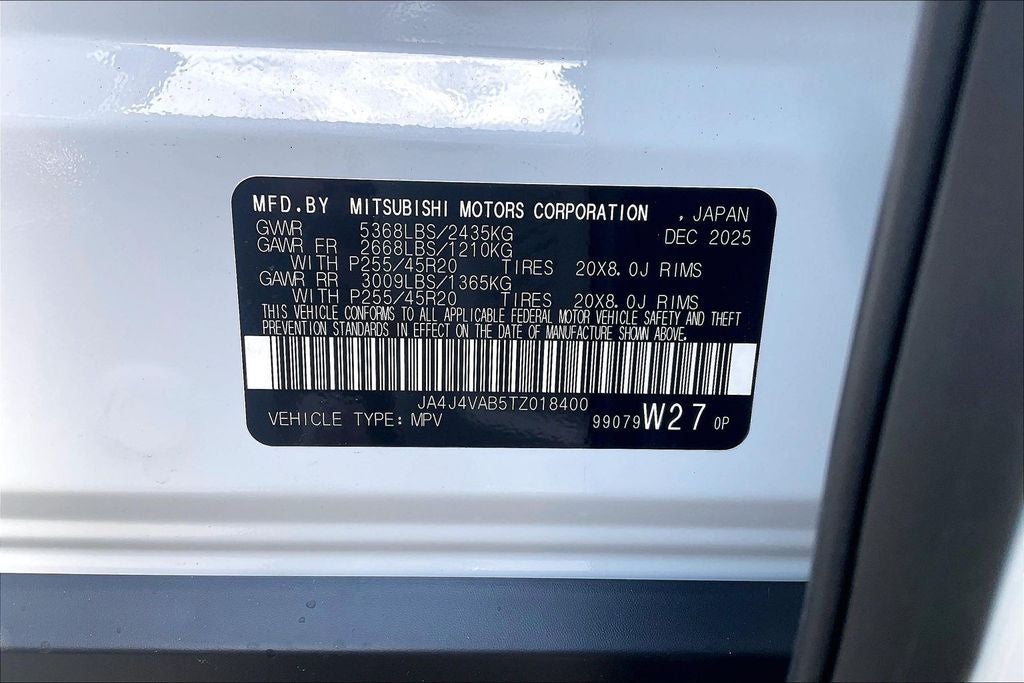 MFD.BY MITSUBISHI MOTORS CORPORATION , JAPAN
GWR 5368LBS/2435KG DEC 2025
GAWR FR 2668LBS/1210KG
WITH P255/45R20 TIRES 20X8.0J RIMS
GAWR RR 3009LBS/1365KG
WITH P255/45R20 TIRES 20X8.0J RIMS
THIS VEHICLE CONFORMS TO ALL APPLICABLE FEDERAL MOTOR VEHICLE SAFETY AND THEFT
PREVENTION STANDARDS IN EFFECT ON THE DATE OF MANUFACTURE SHOWN ABOVE.
JA4J4VAB5TZ018400
VEHICLE TYPE: MPV 99079 W27 0P